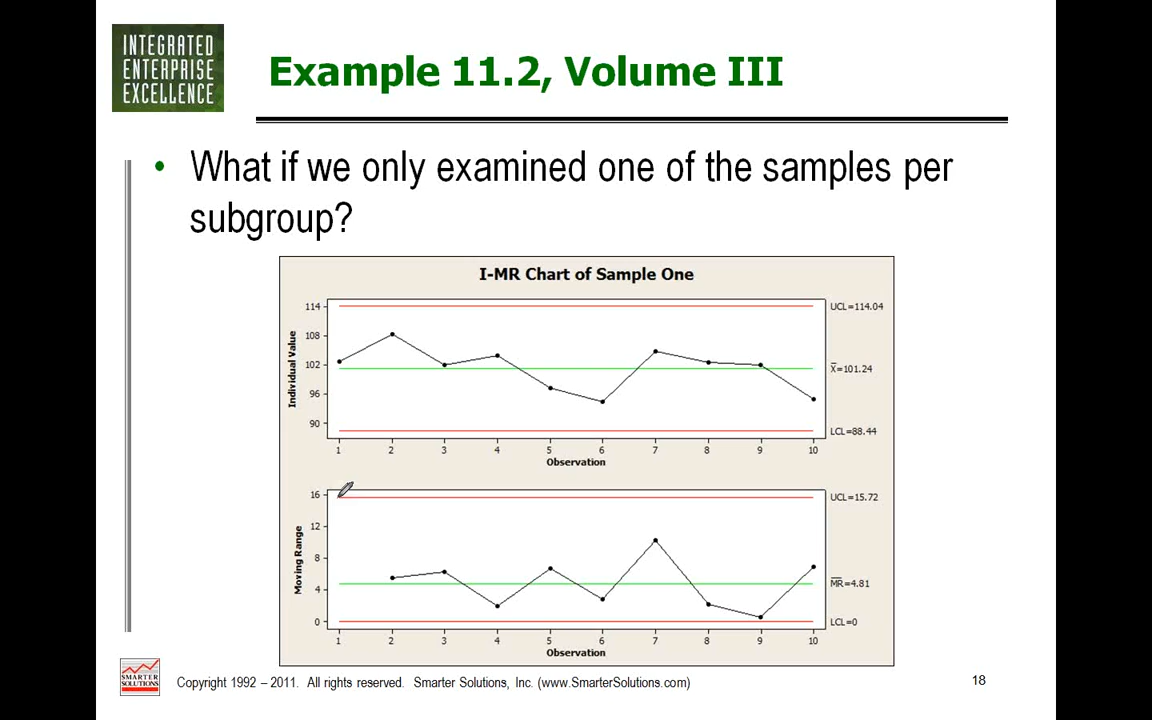 INTEGRATED
ENTERPRISE
EXCELLENCE
Example 11.2, Volume III
• What if we only examined one of the samples per
subgroup?
I-MR Chart of Sample One
Individual Value
114
108
102
96
90
UCL=114.04
X̅=101.24
LCL=88.44
1 2 3 4 5 6 7 8 9 10
Observation
Moving Range
16
12
8
4
0
UCL=15.72
M̅R̅=4.81
LCL=0
1 2 3 4 5 6 7 8 9 10
Observation
SMARTER
SOLUTIONS
Copyright 1992 – 2011. All rights reserved. Smarter Solutions, Inc. (www.SmarterSolutions.com)
18